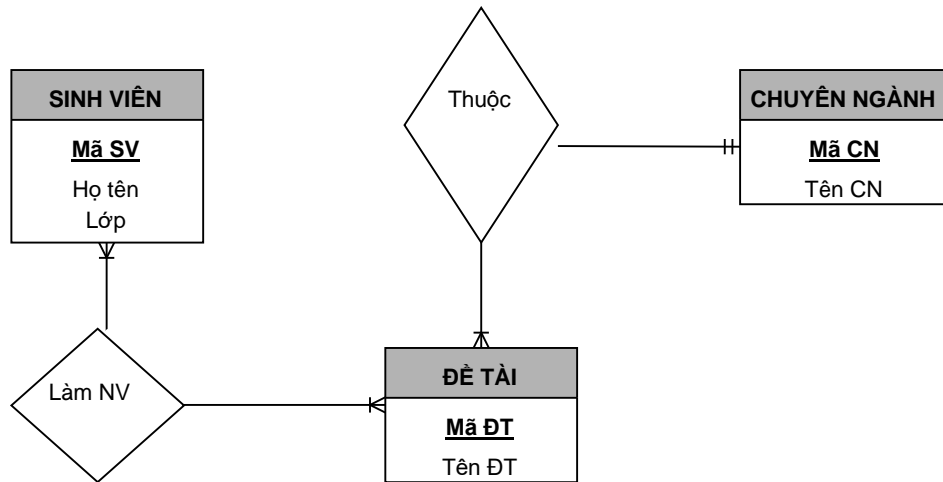 SINH VIÊN
Mã SV
Họ tên
Lớp
Thuộc
CHUYÊN NGÀNH
Mã CN
Tên CN
Làm NV
ĐỀ TÀI
Mã ĐT
Tên ĐT